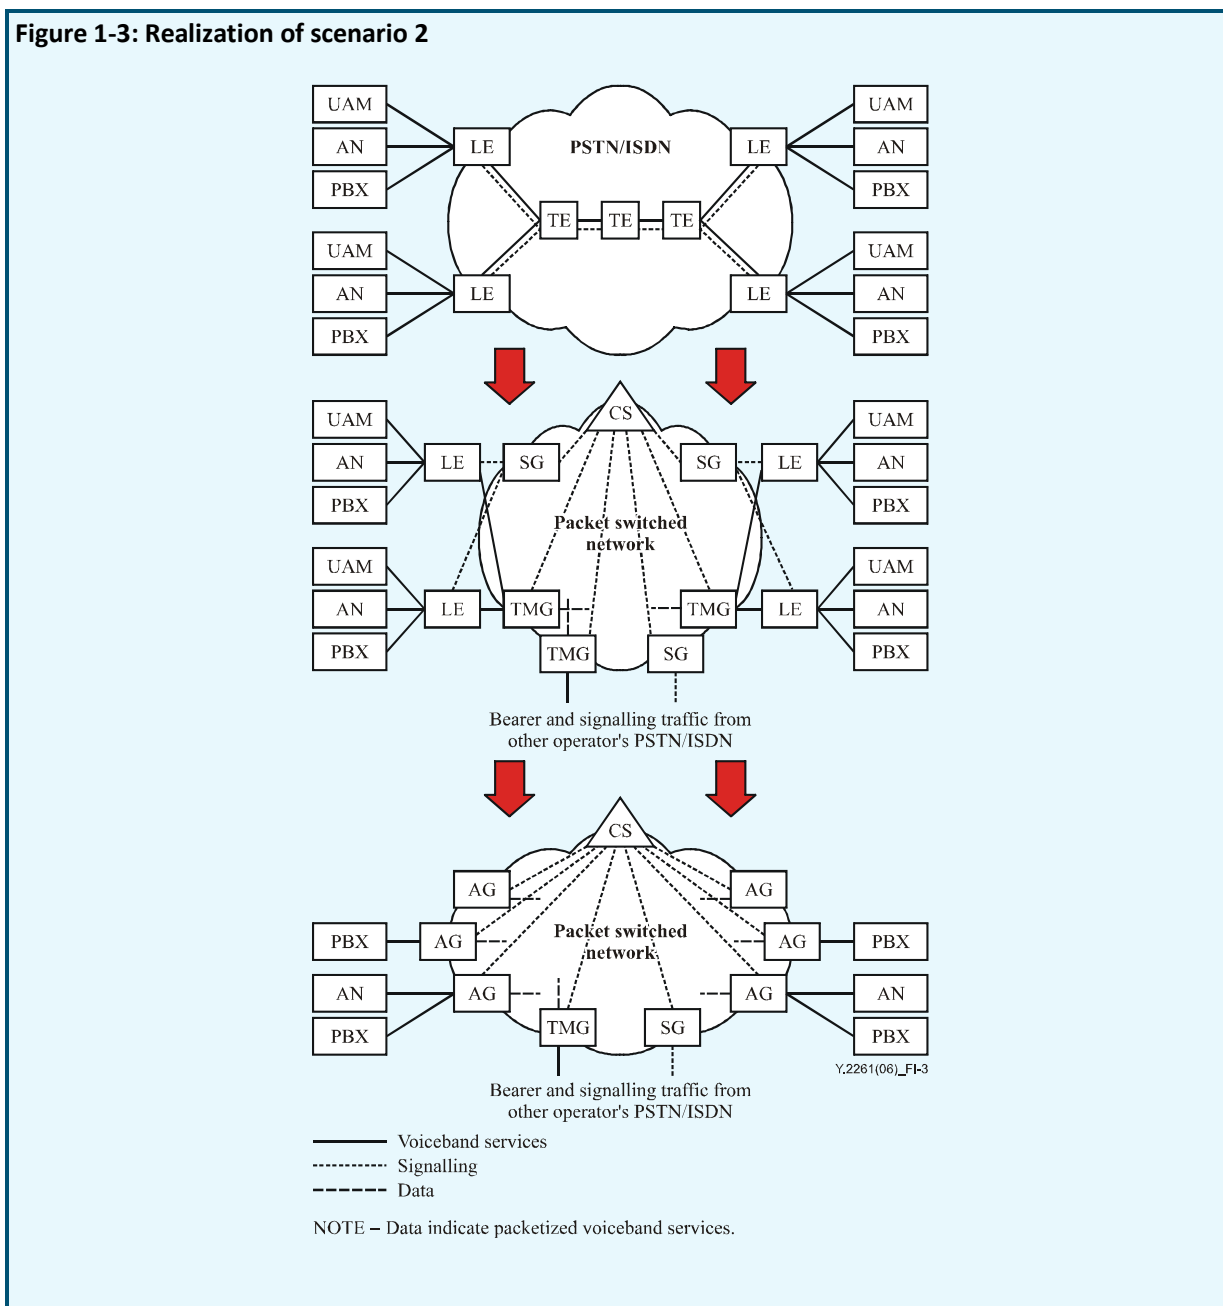 Figure 1-3: Realization of scenario 2
UAM
UAM
LE
PSTN/ISDN
LE
AN
AN
PBX
PBX
TE
TE
TE
UAM
UAM
AN
LE
LE
AN
PBX
PBX
CS
UAM
UAM
AN
LE
SG
SG
LE
AN
PBX
PBX
Packet switched
network
UAM
UAM
AN
LE
TMG
TMG
LE
AN
PBX
TMG
SG
PBX
Bearer and signalling traffic from
other operator's PSTN/ISDN
CS
AG
AG
PBX
AG
Packet switched
network
AG
PBX
AN
AG
AG
AN
PBX
TMG
SG
PBX
Y.2261(06)_FI-3
Bearer and signalling traffic from
other operator's PSTN/ISDN
Voiceband services
Signalling
Data
NOTE – Data indicate packetized voiceband services.